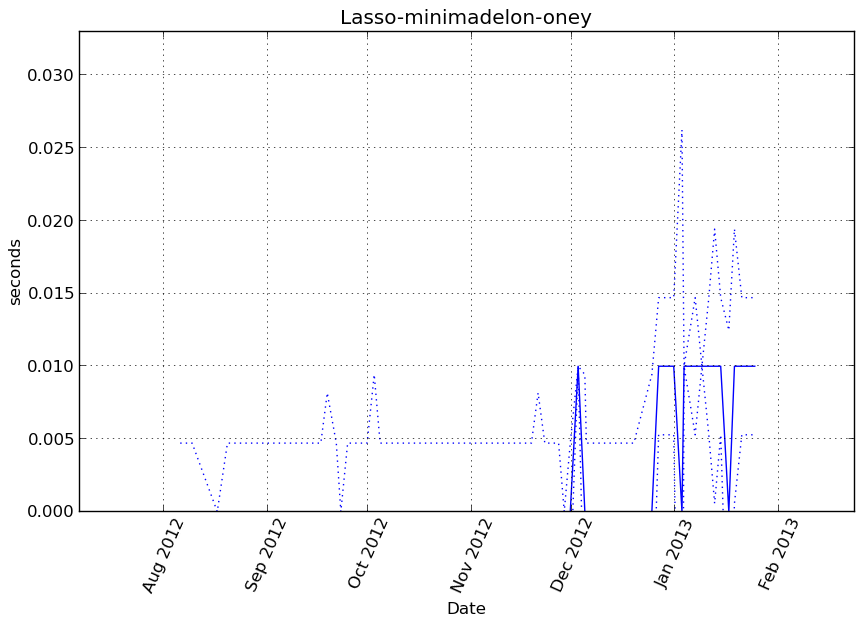 Lasso-minimadelon-oney
0.030
0.025
0.020
0.015
0.010
0.005
0.000
seconds
Aug 2012
Sep 2012
Oct 2012
Nov 2012
Dec 2012
Jan 2013
Feb 2013
Date